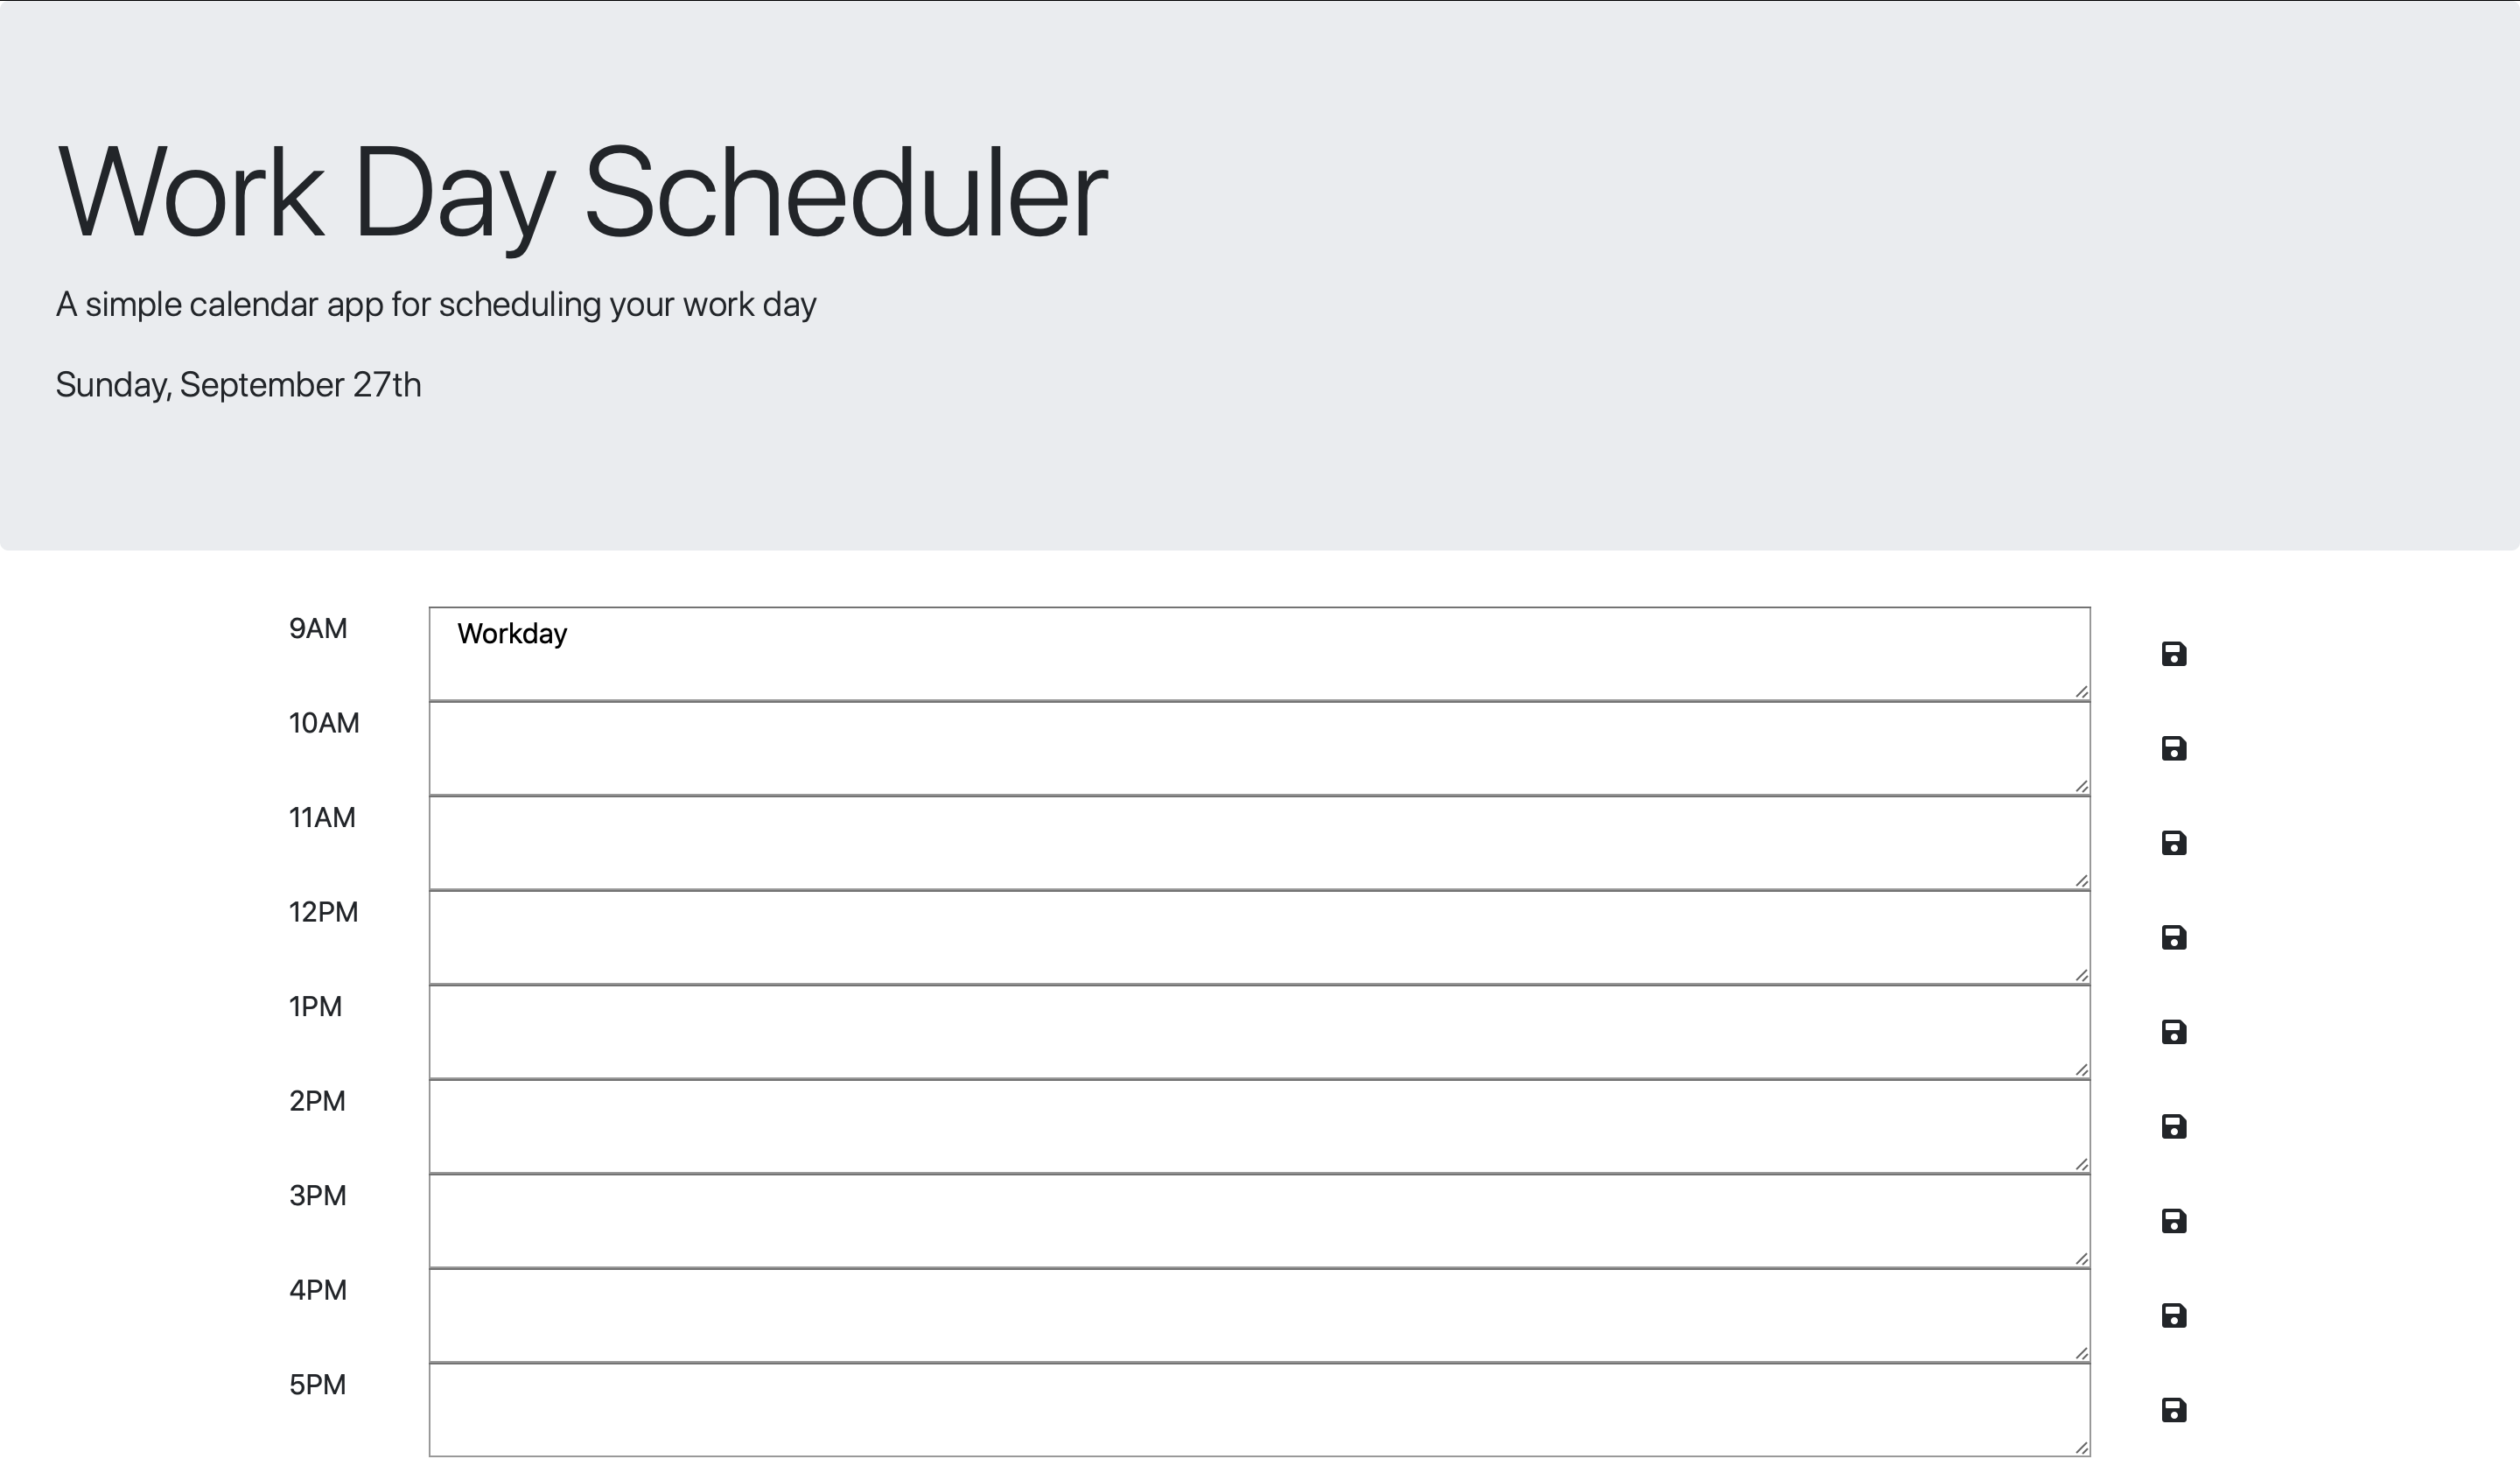 Work Day Scheduler
A simple calendar app for scheduling your work day
Sunday, September 27th
9AM
Workday
10AM
11AM
12PM
1PM
2PM
3PM
4PM
5PM